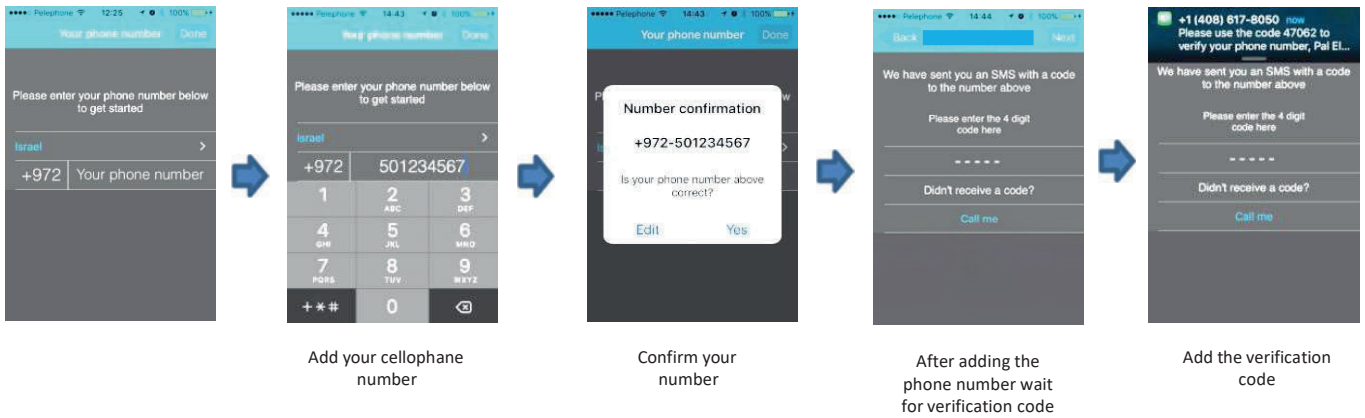 Pelephone 12:25 100%
Your phone number Done
Please enter your phone number below
to get started
Israel >
+972 Your phone number
Pelephone 14:43 100%
Your phone number Done
Please enter your phone number below
to get started
Israel >
+972 501234567
1 2 3
ABC DEF
4 5 6
GHI JKL MNO
7 8 9
PQRS TUV WXYZ
+*# 0
Add your cellophane
number
Pelephone 14:43 100%
Your phone number Done
P w
Number confirmation
+972-501234567
Is your phone number above
correct?
Edit Yes
Confirm your
number
Pelephone 14:44 100%
Back Next
We have sent you an SMS with a code
to the number above
Please enter the 4 digit
code here
- - - - -
Didn't receive a code?
Call me
After adding the
phone number wait
for verification code
+1 (408) 617-8050 now
Please use the code 47062 to
verify your phone number, Pal El...
We have sent you an SMS with a code
to the number above
Please enter the 4 digit
code here
- - - - -
Didn't receive a code?
Call me
Add the verification
code